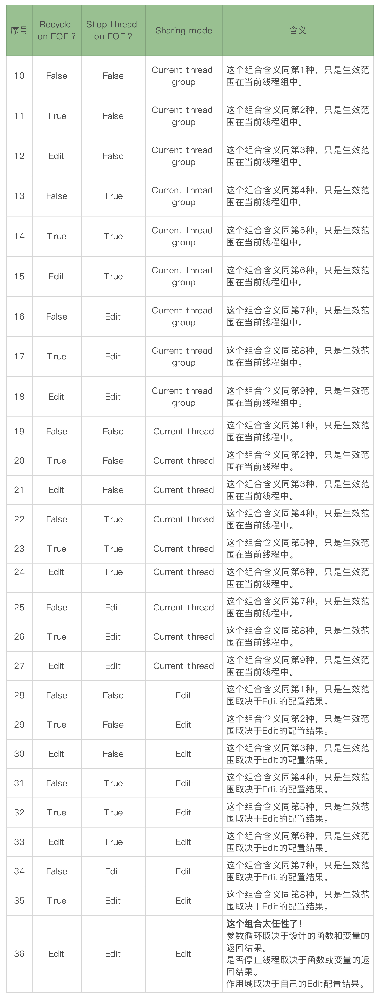 序号 Recycle on EOF ? Stop thread on EOF ? Sharing mode 含义
10 False False Current thread group 这个组合含义同第1种，只是生效范
围在当前线程组中。
11 True False Current thread group 这个组合含义同第2种，只是生效范
围在当前线程组中。
12 Edit False Current thread group 这个组合含义同第3种，只是生效范
围在当前线程组中。
13 False True Current thread group 这个组合含义同第4种，只是生效范
围在当前线程组中。
14 True True Current thread group 这个组合含义同第5种，只是生效范
围在当前线程组中。
15 Edit True Current thread group 这个组合含义同第6种，只是生效范
围在当前线程组中。
16 False Edit Current thread group 这个组合含义同第7种，只是生效范
围在当前线程组中。
17 True Edit Current thread group 这个组合含义同第8种，只是生效范
围在当前线程组中。
18 Edit Edit Current thread group 这个组合含义同第9种，只是生效范
围在当前线程组中。
19 False False Current thread 这个组合含义同第1种，只是生效范
围在当前线程中。
20 True False Current thread 这个组合含义同第2种，只是生效范
围在当前线程中。
21 Edit False Current thread 这个组合含义同第3种，只是生效范
围在当前线程中。
22 False True Current thread 这个组合含义同第4种，只是生效范
围在当前线程中。
23 True True Current thread 这个组合含义同第5种，只是生效范
围在当前线程中。
24 Edit True Current thread 这个组合含义同第6种，只是生效范
围在当前线程中。
25 False Edit Current thread 这个组合含义同第7种，只是生效范
围在当前线程中。
26 True Edit Current thread 这个组合含义同第8种，只是生效范
围在当前线程中。
27 Edit Edit Current thread 这个组合含义同第9种，只是生效范
围在当前线程中。
28 False False Edit 这个组合含义同第1种，只是生效范
围取决于Edit的配置结果。
29 True False Edit 这个组合含义同第2种，只是生效范
围取决于Edit的配置结果。
30 Edit False Edit 这个组合含义同第3种，只是生效范
围取决于Edit的配置结果。
31 False True Edit 这个组合含义同第4种，只是生效范
围取决于Edit的配置结果。
32 True True Edit 这个组合含义同第5种，只是生效范
围取决于Edit的配置结果。
33 Edit True Edit 这个组合含义同第6种，只是生效范
围取决于Edit的配置结果。
34 False Edit Edit 这个组合含义同第7种，只是生效范
围取决于Edit的配置结果。
35 True Edit Edit 这个组合含义同第8种，只是生效范
围取决于Edit的配置结果。
36 Edit Edit Edit 这个组合太任性了！
参数循环取决于设计的函数和变量的
返回结果。
是否停止线程取决于函数或变量的返
回结果。
作用域取决于自己的Edit配置结果。